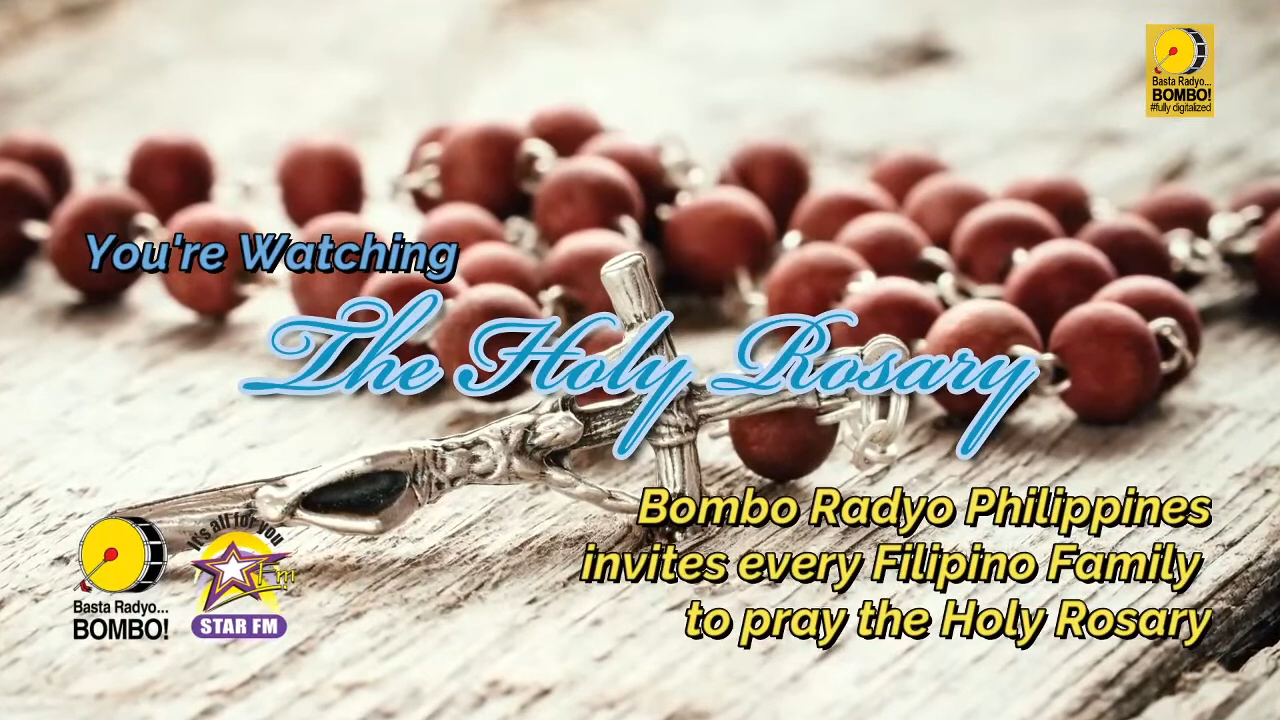 Basta Radyo...
BOMBO!
#fully digitalized
You're Watching
The Holy Rosary
Bombo Radyo Philippines
invites every Filipino Family
to pray the Holy Rosary
Basta Radyo...
BOMBO!
It's all for you
Fm
STAR FM